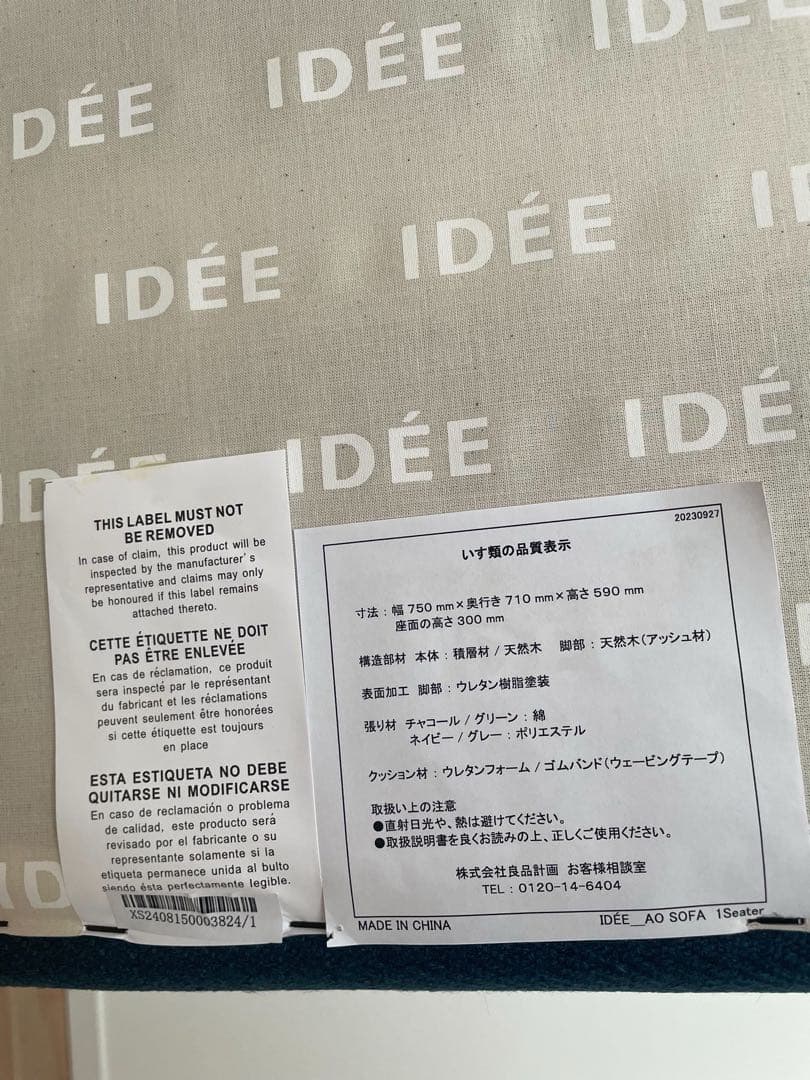 IDÉE
IDÉE
IDÉE
IDÉE
IDÉE
IDÉE
IDÉE
IDÉE
THIS LABEL MUST NOT
BE REMOVED
In case of claim, this product will be
inspected by the manufacturer's
representative and claims may only
be honoured if this label remains
attached thereto.
CETTE ÉTIQUETTE NE DOIT
PAS ÊTRE ENLEVÉE
En cas de réclamation, ce produit
sera inspecté par le représentant
du fabricant et les réclamations
peuvent seulement être honorées
si cette étiquette est toujours
en place
ESTA ESTIQUETA NO DEBE
QUITARSE NI MODIFICARSE
En caso de reclamación o problema
de calidad, este producto será
revisado por el fabricante o su
representante solamente si la
etiqueta permanece unida al bulto
siendo ésta perfectamente legible.
XS2408150003824/1
20230927
いす類の品質表示
寸法：幅 750 mm×奥行き 710 mm×高さ 590 mm
座面の高さ 300 mm
構造部材 本体：積層材 / 天然木 脚部：天然木（アッシュ材）
表面加工 脚部：ウレタン樹脂塗装
張り材 チャコール / グリーン：綿
ネイビー / グレー：ポリエステル
クッション材：ウレタンフォーム / ゴムバンド（ウェービングテープ）
取扱い上の注意
●直射日光や、熱は避けてください。
●取扱説明書を良くお読みの上、正しくご使用ください。
株式会社良品計画 お客様相談室
TEL：0120-14-6404
MADE IN CHINA
IDÉE__AO SOFA 1Seater